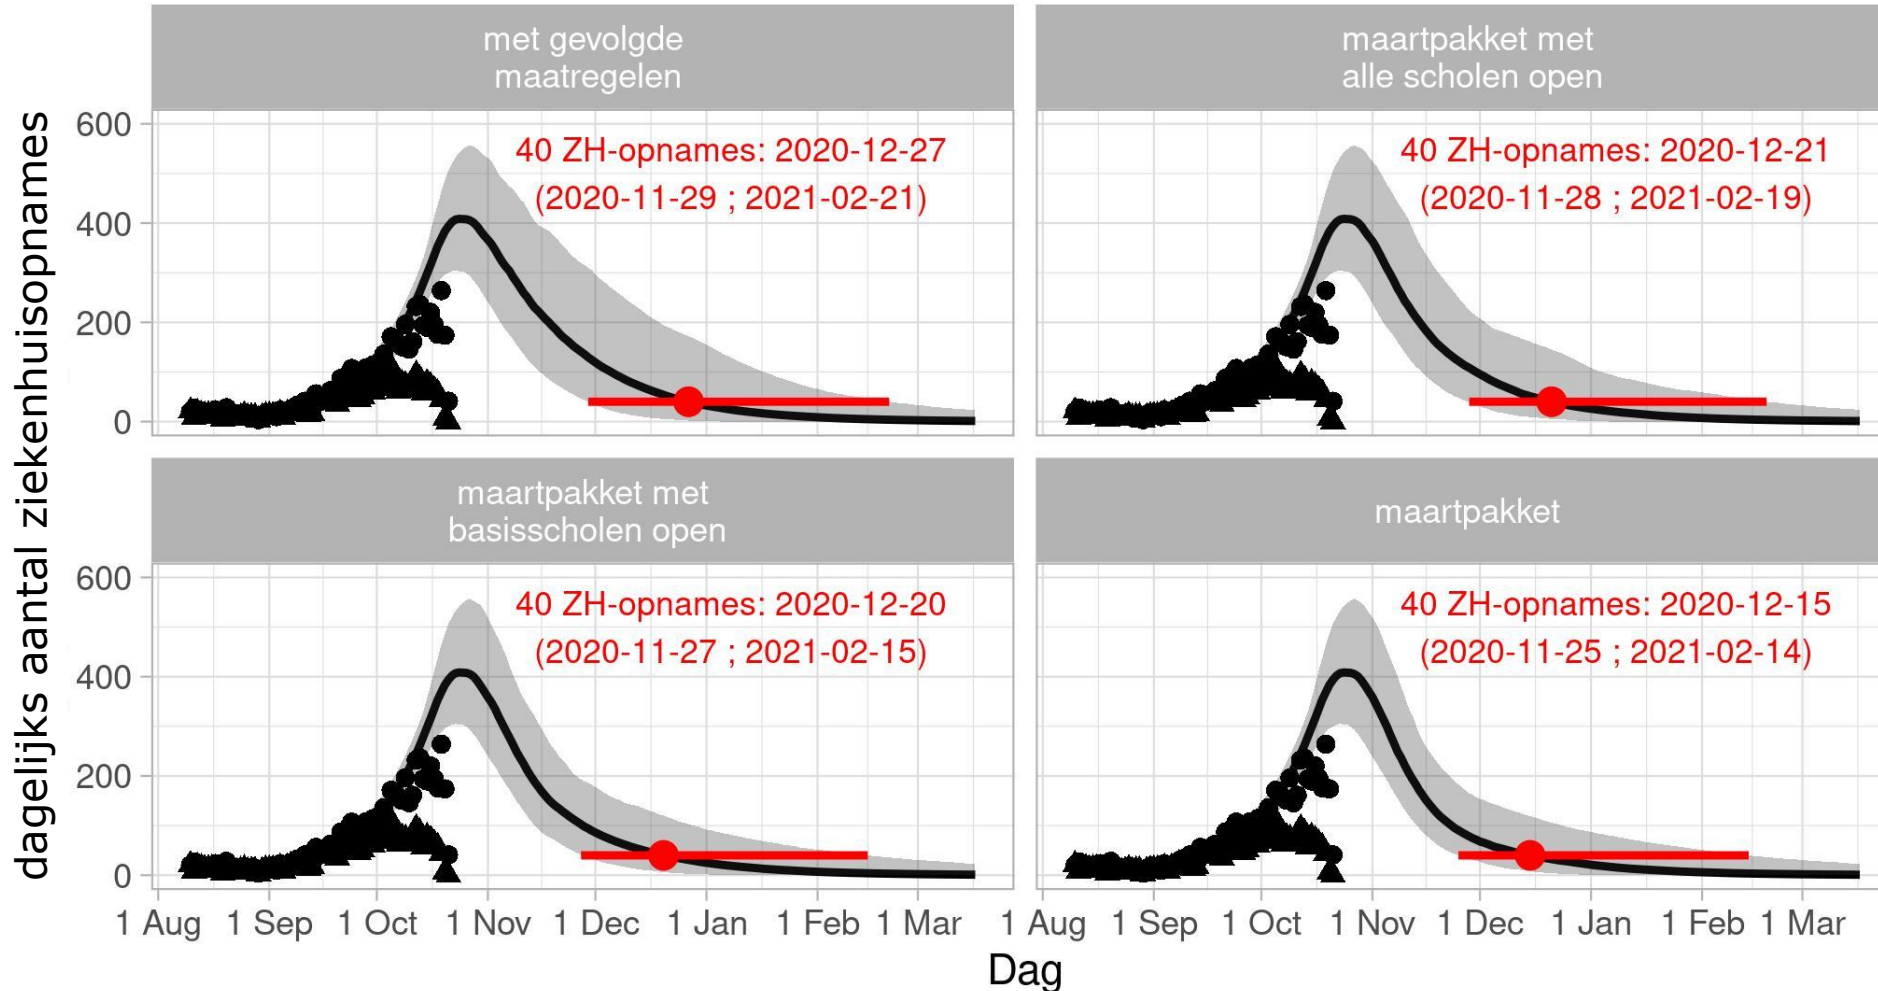 dagelijks aantal ziekenhuisopnames
met gevolgde
maatregelen
600
400
200
0
40 ZH-opnames: 2020-12-27
(2020-11-29 ; 2021-02-21)
maartpakket met
alle scholen open
40 ZH-opnames: 2020-12-21
(2020-11-28 ; 2021-02-19)
maartpakket met
basisscholen open
600
400
200
0
40 ZH-opnames: 2020-12-20
(2020-11-27 ; 2021-02-15)
1 Aug 1 Sep 1 Oct 1 Nov 1 Dec 1 Jan 1 Feb 1 Mar
maartpakket
40 ZH-opnames: 2020-12-15
(2020-11-25 ; 2021-02-14)
1 Aug 1 Sep 1 Oct 1 Nov 1 Dec 1 Jan 1 Feb 1 Mar
Dag